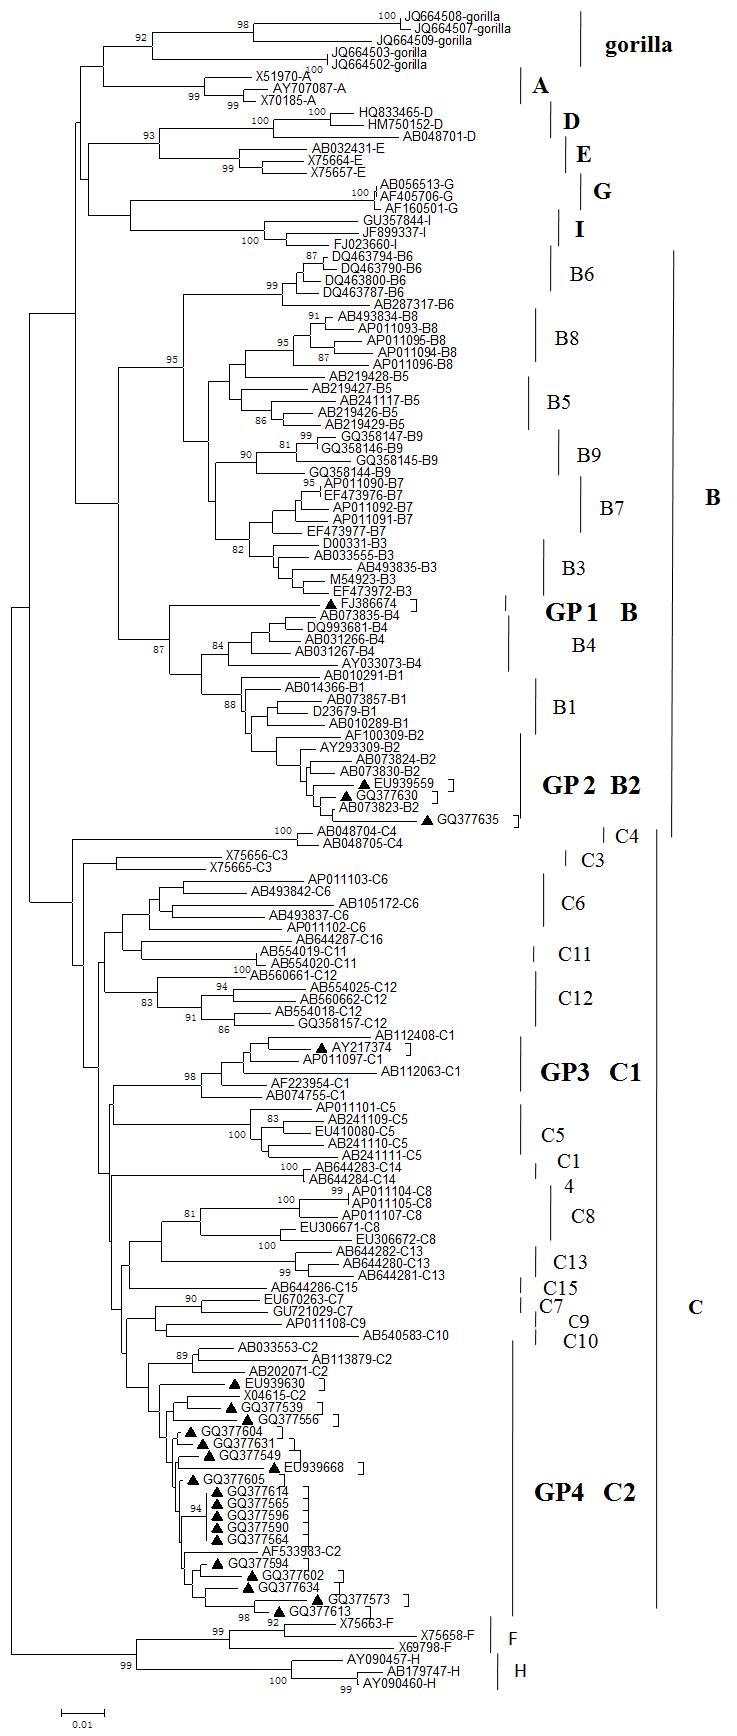 JQ664508-gorilla
100
JQ664507-gorilla
98
JQ664509-gorilla
92
gorilla
JQ664503-gorilla
JQ664502-gorilla
100
X51970-A
AY707087-A
A
99
99
X70185-A
HQ833465-D
100
HM750152-D
D
93
AB048701-D
AB032431-E
X75664-E
E
99
X75657-E
AB056513-G
100
AF405706-G
G
AF160501-G
GU357844-I
JF899337-I
I
100
FJ023660-I
DQ463794-B6
87
DQ463790-B6
B6
DQ463800-B6
99
DQ463787-B6
AB287317-B6
AB493834-B8
91
AP011093-B8
95
AP011095-B8
B8
AP011094-B8
87
95
AP011096-B8
AB219428-B5
AB219427-B5
AB241117-B5
B5
AB219426-B5
86
AB219429-B5
GQ358147-B9
99
81
GQ358146-B9
B9
90
GQ358145-B9
GQ358144-B9
AP011090-B7
95
EF473976-B7
B
AP011092-B7
B7
AP011091-B7
EF473977-B7
82
D00331-B3
AB033555-B3
B3
AB493835-B3
M54923-B3
EF473972-B3
FJ386674
GP1 B
AB073835-B4
DQ993681-B4
AB031266-B4
B4
84
87
AB031267-B4
AY033073-B4
AB010291-B1
AB014366-B1
88
AB073857-B1
B1
D23679-B1
AB010289-B1
AF100309-B2
AY293309-B2
AB073824-B2
AB073830-B2
EU939559
GP2 B2
GQ377630
AB073823-B2
GQ377635
100
AB048704-C4
C4
AB048705-C4
X75656-C3
C3
X75665-C3
AP011103-C6
AB493842-C6
AB105172-C6
C6
AB493837-C6
AP011102-C6
AB644287-C16
AB554019-C11
C11
AB554020-C11
100
AB560661-C12
94
AB554025-C12
83
AB560662-C12
C12
AB554018-C12
91
86
GQ358157-C12
AB112408-C1
AY217374
AP011097-C1
GP3 C1
98
AB112063-C1
AF223954-C1
AB074755-C1
AP011101-C5
83
AB241109-C5
EU410080-C5
C5
100
AB241110-C5
AB241111-C5
C1
100
AB644283-C14
AB644284-C14
4
99
AP011104-C8
100
AP011105-C8
81
AP011107-C8
C8
EU306671-C8
100
EU306672-C8
AB644282-C13
AB644280-C13
C13
99
AB644281-C13
AB644286-C15
C15
90
EU670263-C7
C7
C
GU721029-C7
AP011108-C9
C9
AB540583-C10
C10
AB033553-C2
89
AB113879-C2
AB202071-C2
EU939630
X04615-C2
GQ377539
GQ377556
GQ377604
GQ377631
GQ377549
EU939668
GQ377605
GQ377614
GP4 C2
94
GQ377565
GQ377596
GQ377590
GQ377564
AF533983-C2
GQ377594
GQ377602
GQ377634
GQ377573
98
GQ377613
92
X75663-F
99
X75658-F
F
X69798-F
AY090457-H
99
AB179747-H
H
100
99
AY090460-H
0.01